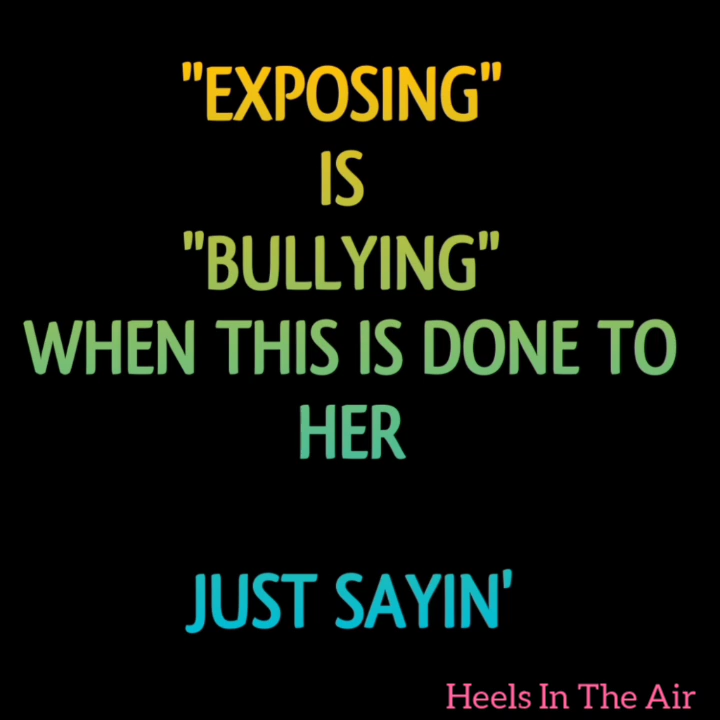 "EXPOSING"
IS
"BULLYING"
WHEN THIS IS DONE TO
HER
JUST SAYIN'
Heels In The Air